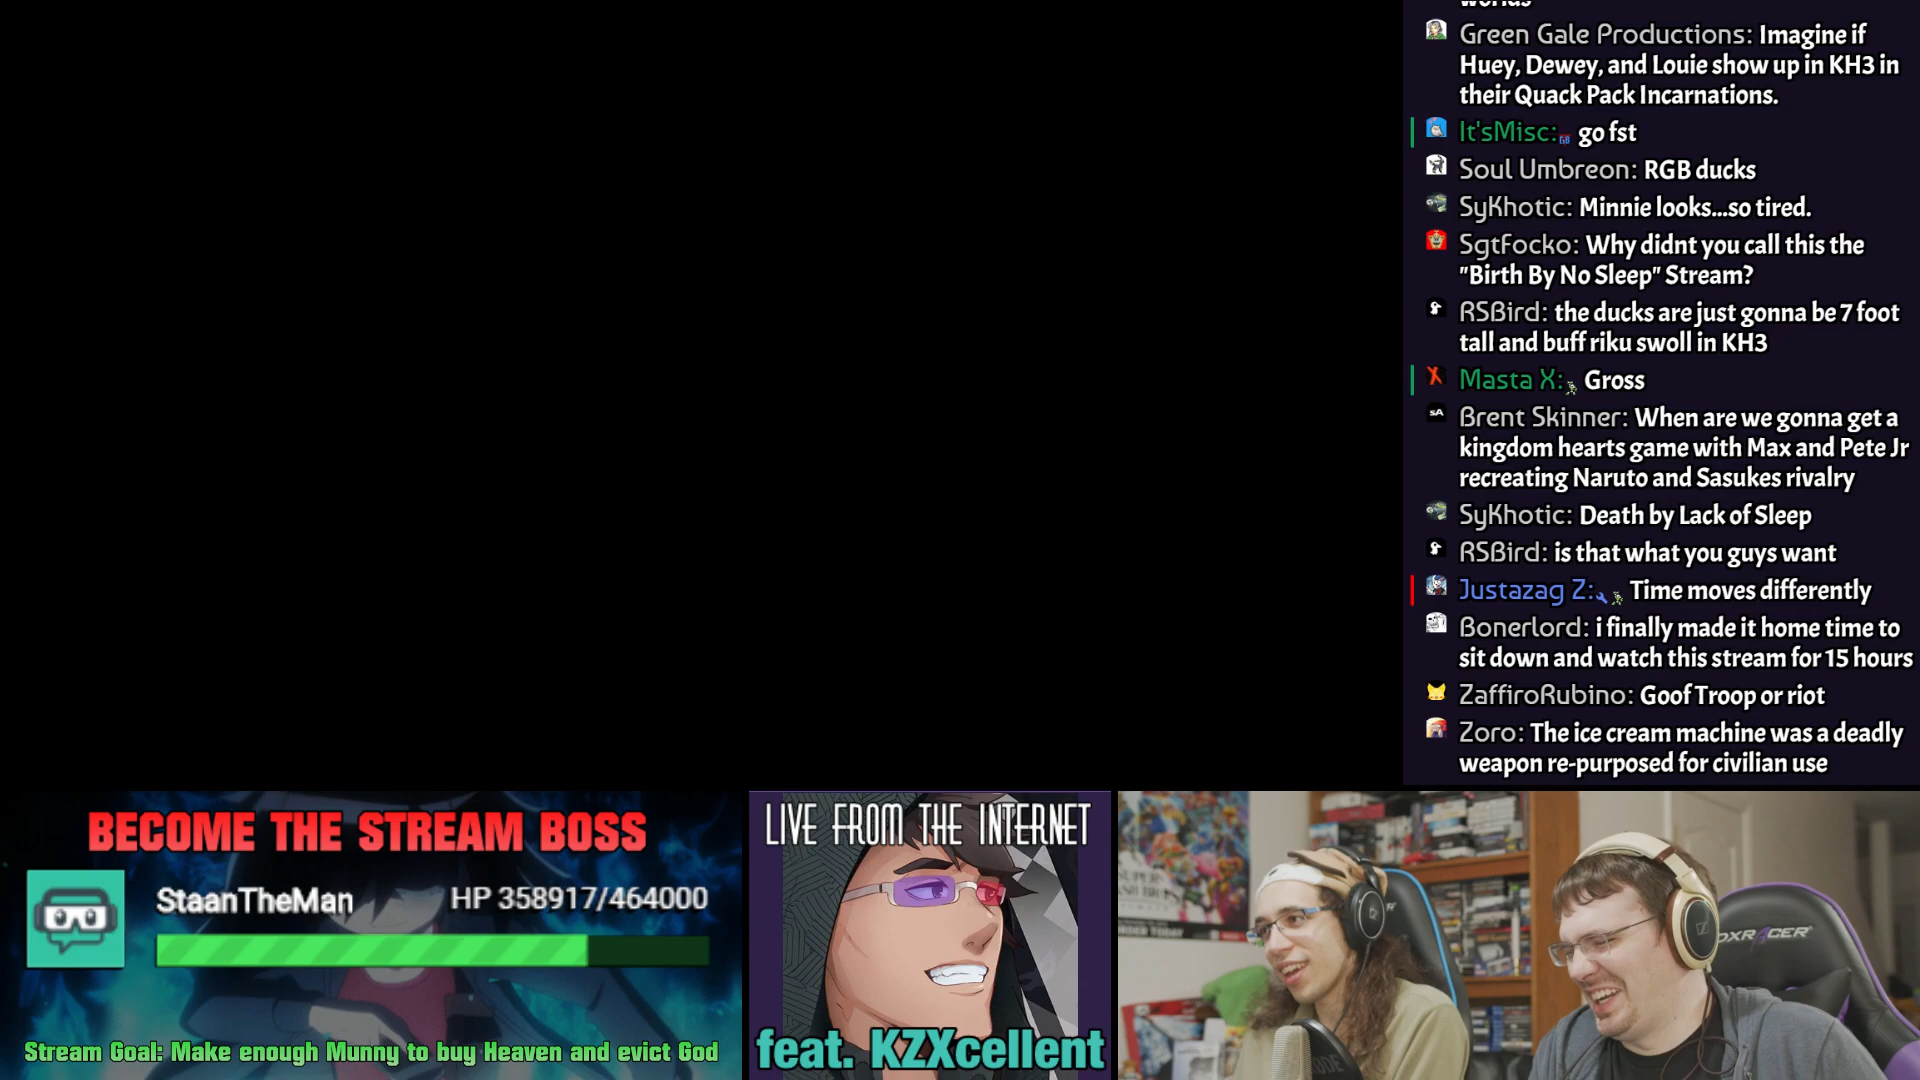 Green Gale Productions: Imagine if
Huey, Dewey, and Louie show up in KH3 in
their Quack Pack Incarnations.
It'sMisc: go fst
Soul Umbreon: RGB ducks
SyKhotic: Minnie looks...so tired.
SgtFocko: Why didnt you call this the
"Birth By No Sleep" Stream?
RSBird: the ducks are just gonna be 7 foot
tall and buff riku swoll in KH3
Masta X: Gross
Brent Skinner: When are we gonna get a
kingdom hearts game with Max and Pete Jr
recreating Naruto and Sasukes rivalry
SyKhotic: Death by Lack of Sleep
RSBird: is that what you guys want
Justazag Z: Time moves differently
Bonerlord: i finally made it home time to
sit down and watch this stream for 15 hours
ZaffiroRubino: Goof Troop or riot
Zoro: The ice cream machine was a deadly
weapon re-purposed for civilian use
BECOME THE STREAM BOSS
StaanTheMan HP 358917/464000
Stream Goal: Make enough Munny to buy Heaven and evict God
LIVE FROM THE INTERNET
feat. KZXcellent
DXRACER